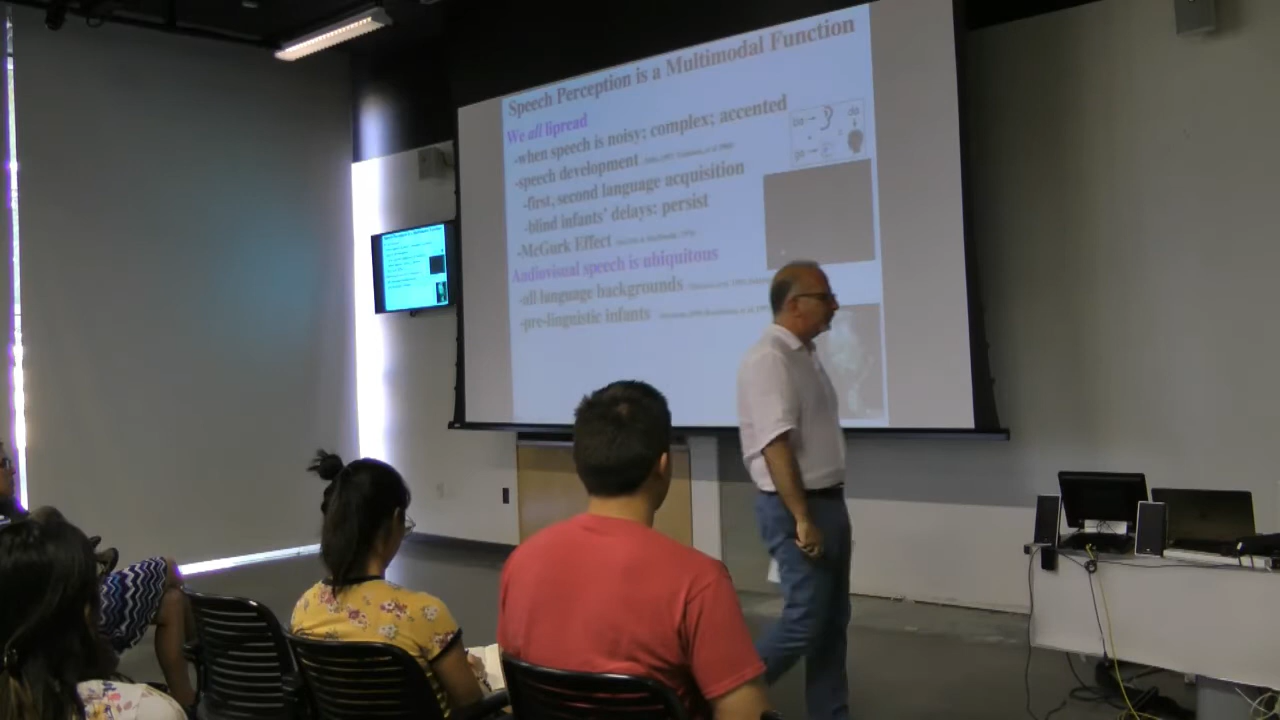 Speech Perception is a Multimodal Function
We all lipread
-when speech is noisy; complex; accented
-speech development
-first, second language acquisition
-blind infants' delays: persist
-McGurk Effect
Audiovisual speech is ubiquitous
-all language backgrounds
-pre-linguistic infants